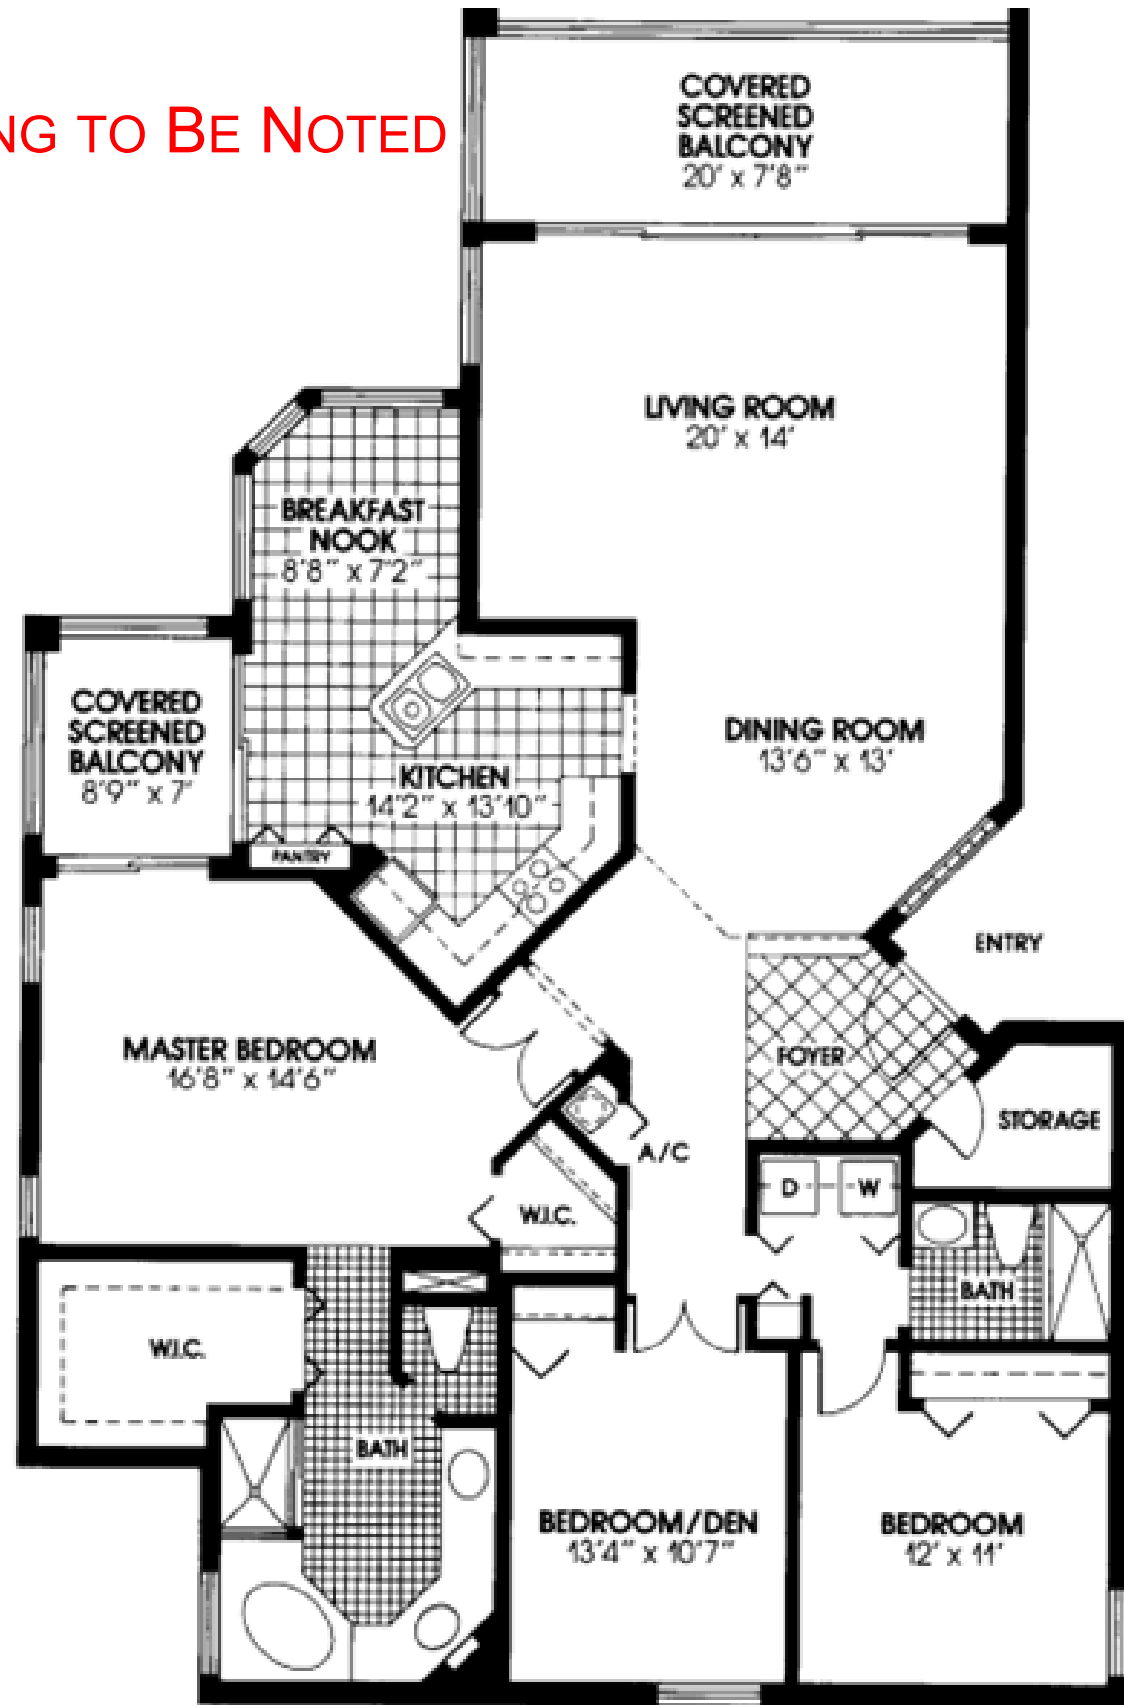 NG TO BE NOTED
COVERED
SCREENED
BALCONY
20' x 7'8"
LIVING ROOM
20' x 14'
BREAKFAST
NOOK
8'8" x 7'2"
COVERED
SCREENED
BALCONY
8'9" x 7'
DINING ROOM
13'6" x 13'
KITCHEN
14'2" x 13'10"
PANTRY
ENTRY
MASTER BEDROOM
16'8" x 14'6"
FOYER
STORAGE
A/C
D
W
W.I.C.
BATH
W.I.C.
BATH
BEDROOM/DEN
13'4" x 10'7"
BEDROOM
12' x 11'